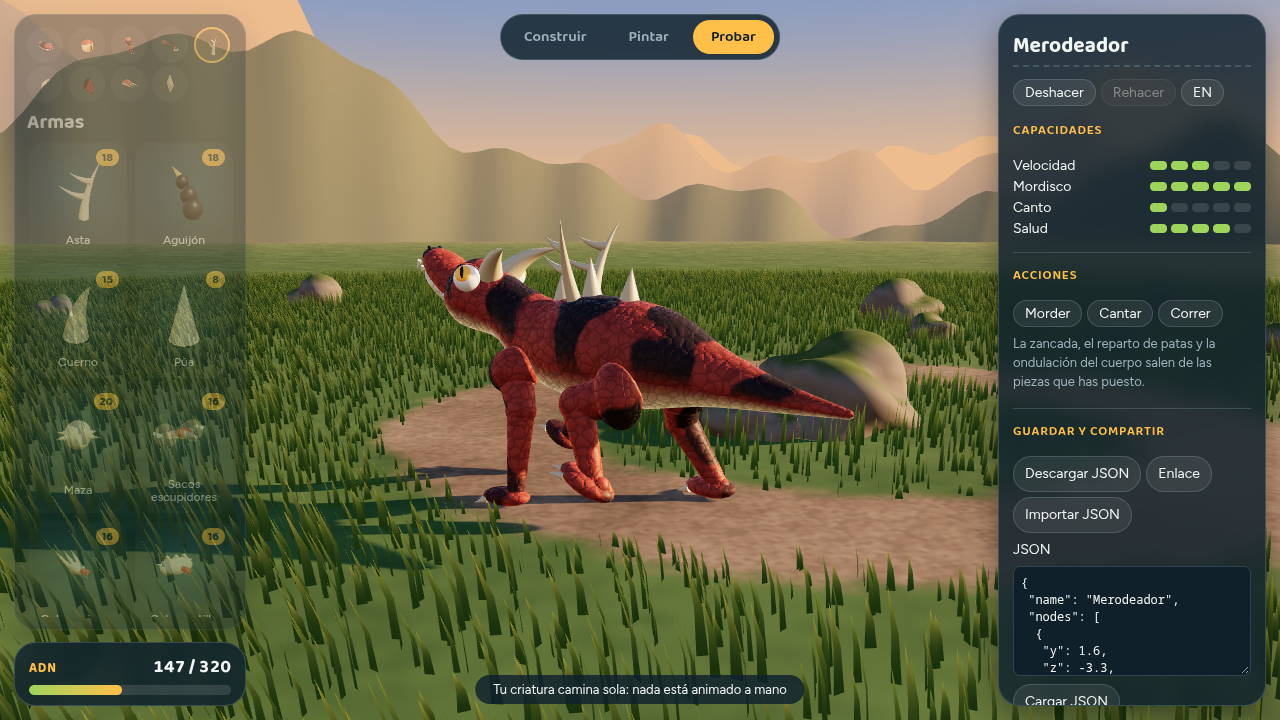 Construir
Pintar
Probar
Armas
18
18
Asta
Aguijón
15
8
Cuerno
Púa
20
16
Maza
Sacos
escupidores
16
16
ADN
147 / 320
Tu criatura camina sola: nada está animado a mano
Merodeador
Deshacer
Rehacer
EN
CAPACIDADES
Velocidad
Mordisco
Canto
Salud
ACCIONES
Morder
Cantar
Correr
La zancada, el reparto de patas y la
ondulación del cuerpo salen de las
piezas que has puesto.
GUARDAR Y COMPARTIR
Descargar JSON
Enlace
Importar JSON
JSON
{
"name": "Merodeador",
"nodes": [
{
"y": 1.6,
"z": -3.3,
Cargar JSON